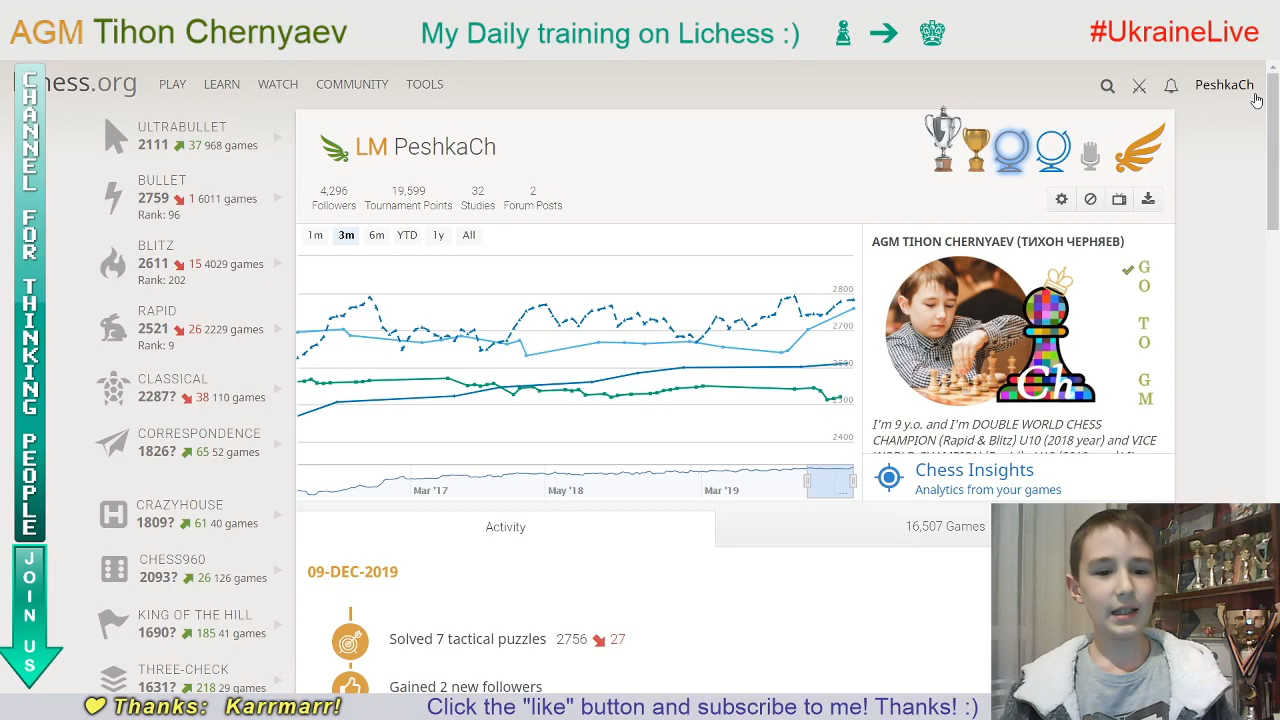 AGM Tihon Chernyaev
My Daily training on Lichess :)
#UkraineLive
CHANNEL FOR THINKING PEOPLE
JOIN US
hess.org
PLAY LEARN WATCH COMMUNITY TOOLS
PeshkaCh
ULTRABULLET
2111 37 968 games
BULLET
2759 1 6011 games
Rank: 96
BLITZ
2611 15 4029 games
Rank: 202
RAPID
2521 26 2229 games
Rank: 9
CLASSICAL
2287? 38 110 games
CORRESPONDENCE
1826? 65 52 games
CRAZYHOUSE
1809? 61 40 games
CHESS960
2093? 26 126 games
KING OF THE HILL
1690? 185 41 games
THREE-CHECK
1631? 218 29 games
LM PeshkaCh
4,296 19,599 32 2
Followers Tournament Points Studies Forum Posts
1m 3m 6m YTD 1y All
2800
2700
2500
2400
Mar '17 May '18 Mar '19 ...
AGM TIHON CHERNYAEV (ТИХОН ЧЕРНЯЕВ)
Ch
GO TO GM
I'm 9 y.o. and I'm DOUBLE WORLD CHESS
CHAMPION (Rapid & Blitz) U10 (2018 year) and VICE
Chess Insights
Analytics from your games
Activity
16,507 Games
09-DEC-2019
Solved 7 tactical puzzles 2756 27
Gained 2 new followers
Thanks: Karrmarr!
Click the "like" button and subscribe to me! Thanks! :)